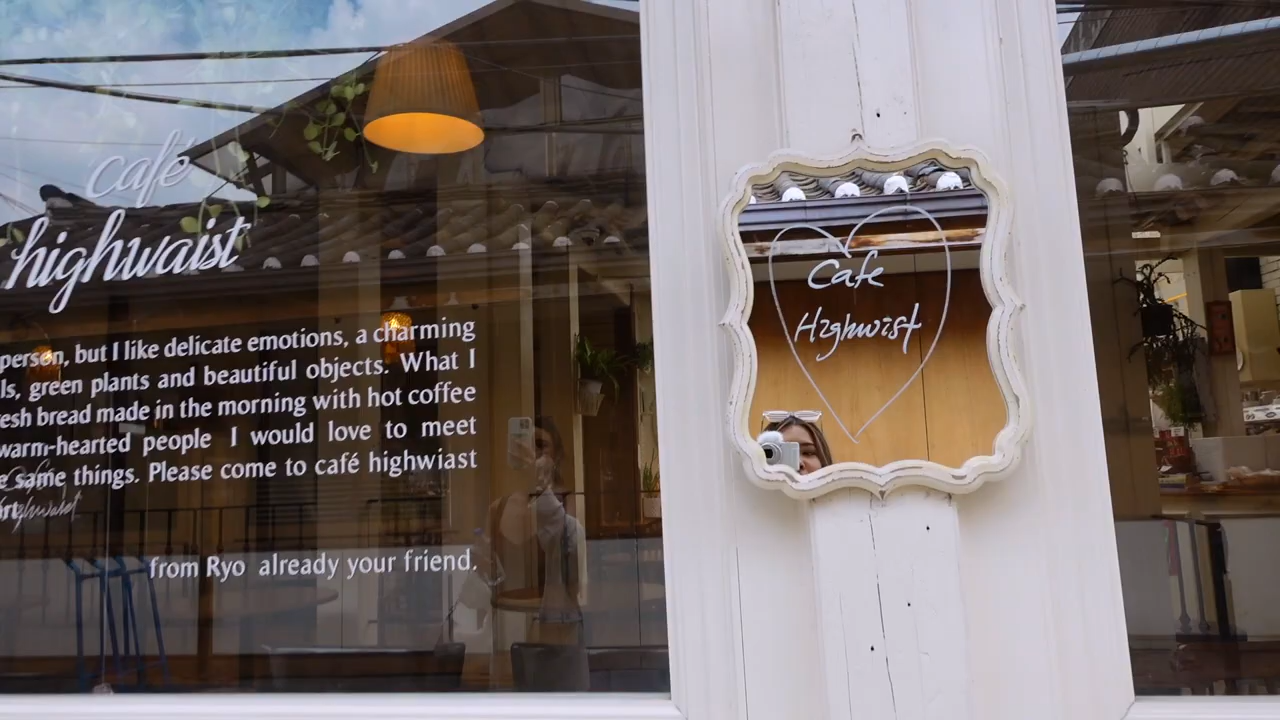 café
highwaist
person, but I like delicate emotions, a charming
ls, green plants and beautiful objects. What I
resh bread made in the morning with hot coffee
warm-hearted people I would love to meet
e same things. Please come to café highwiast
rt.
from Ryo already your friend.
Cafe
Highwist